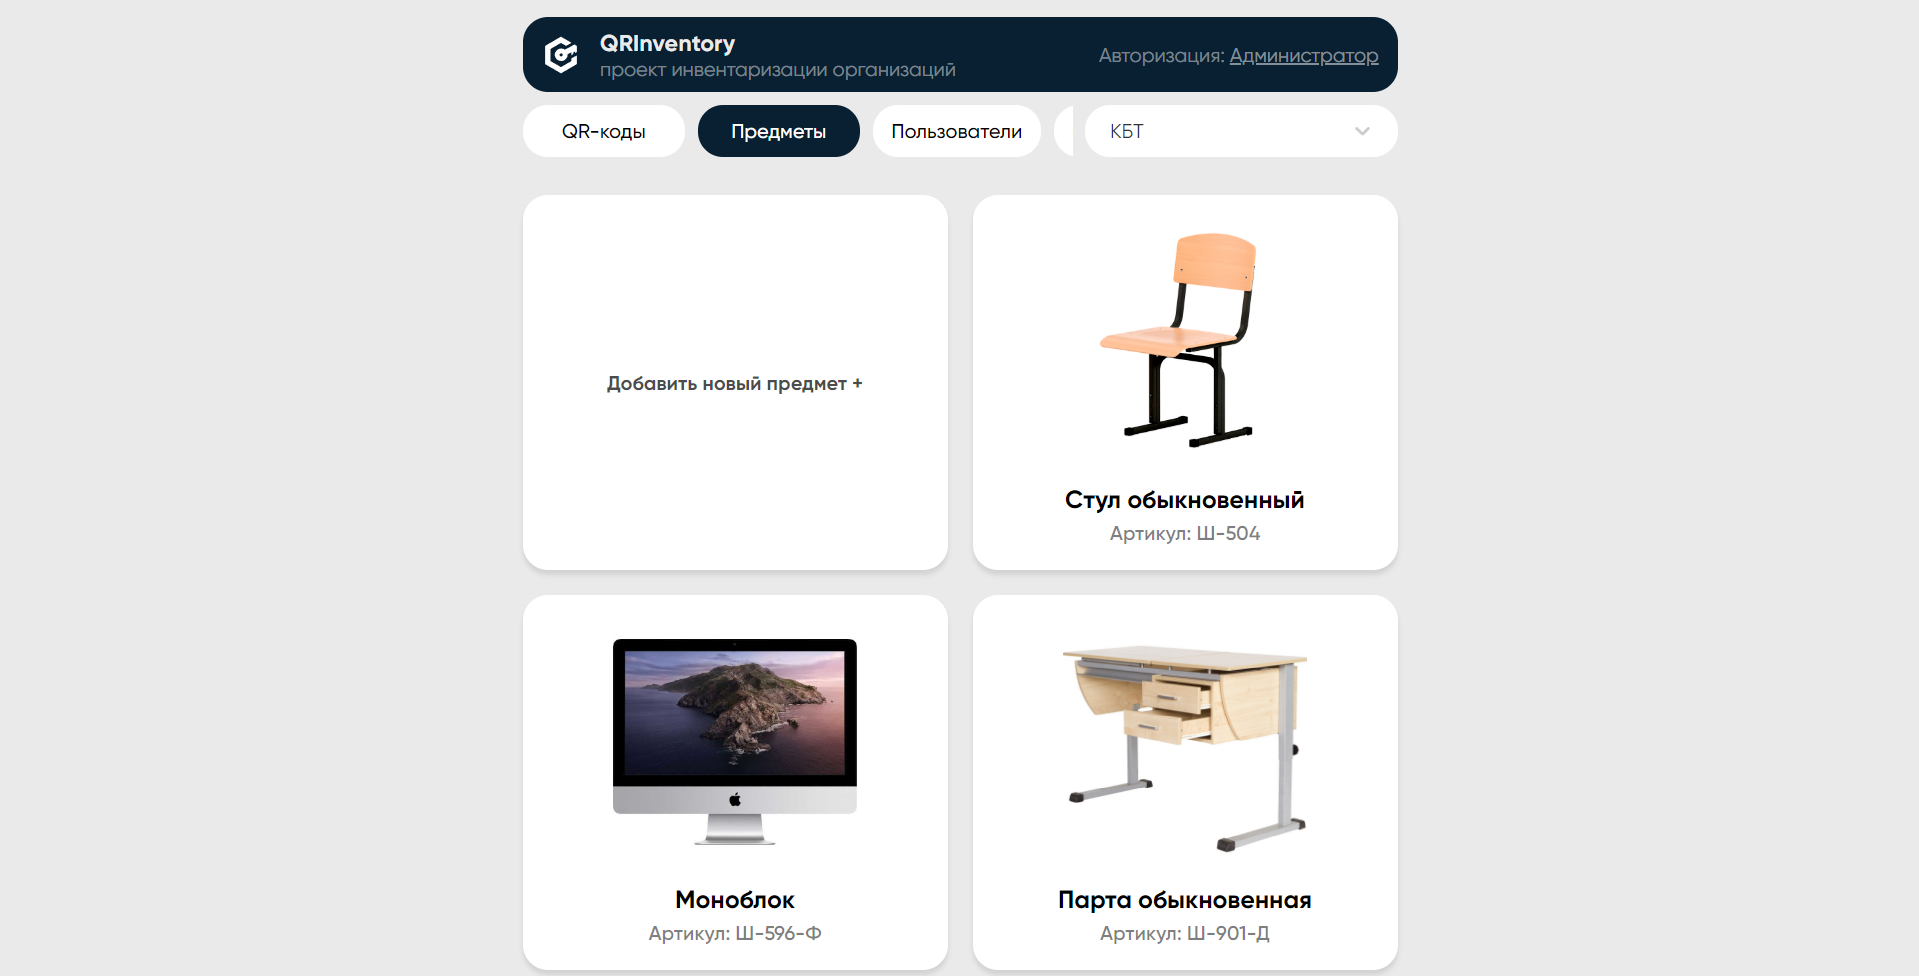 QRInventory
проект инвентаризации организаций
Авторизация: Администратор
QR-коды
Предметы
Пользователи
КБТ
Добавить новый предмет +
Стул обыкновенный
Артикул: Ш-504
Моноблок
Артикул: Ш-596-Ф
Парта обыкновенная
Артикул: Ш-901-Д